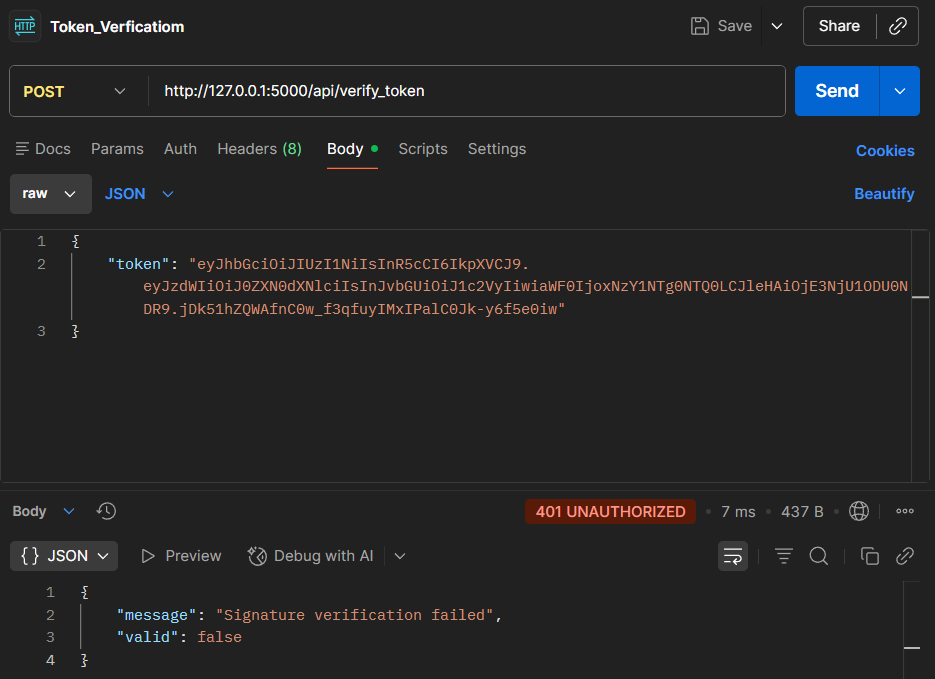 HTTP Token_Verficatiom Save Share
POST http://127.0.0.1:5000/api/verify_token Send
Docs Params Auth Headers (8) Body Scripts Settings Cookies
raw JSON Beautify
1 {
2 "token": "eyJhbGciOiJIUzI1NiIsInR5cCI6IkpXVCJ9.
eyJzdWIiOiJ0ZXN0dXNlciIsInJvbGUiOiJ1c2VyIiwiaWF0IjoxNzY1NTg0NTQ0LCJleHAiOjE3NjU1ODU0N
DR9.jDk51hZQWAfnC0w_f3qfuyIMxIPalC0Jk-y6f5e0iw"
3 }
Body 401 UNAUTHORIZED 7 ms 437 B
{} JSON Preview Debug with AI
1 {
2 "message": "Signature verification failed",
3 "valid": false
4 }